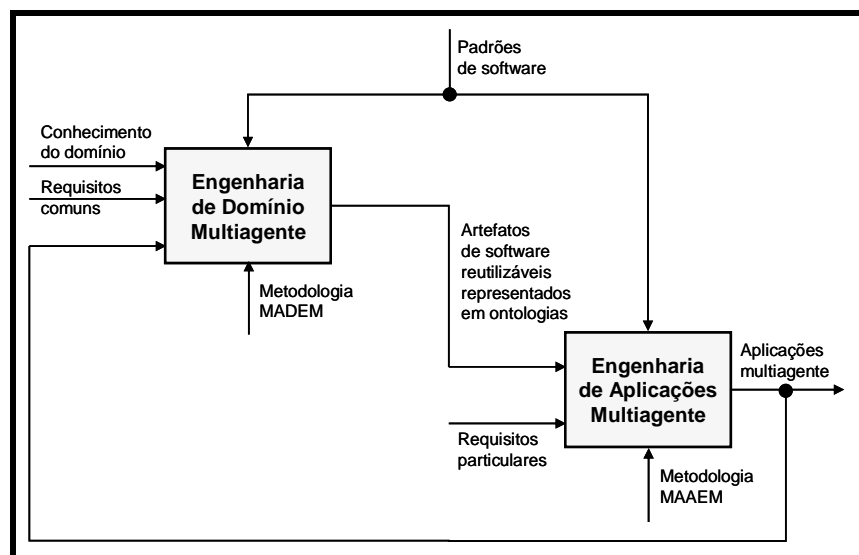 Padrões
de software
Conhecimento
do domínio
Requisitos
comuns
Engenharia
de Domínio
Multiagente
Metodologia
MADEM
Artefatos
de software
reutilizáveis
representados
em ontologias
Engenharia
de Aplicações
Multiagente
Aplicações
multiagente
Requisitos
particulares
Metodologia
MAAEM